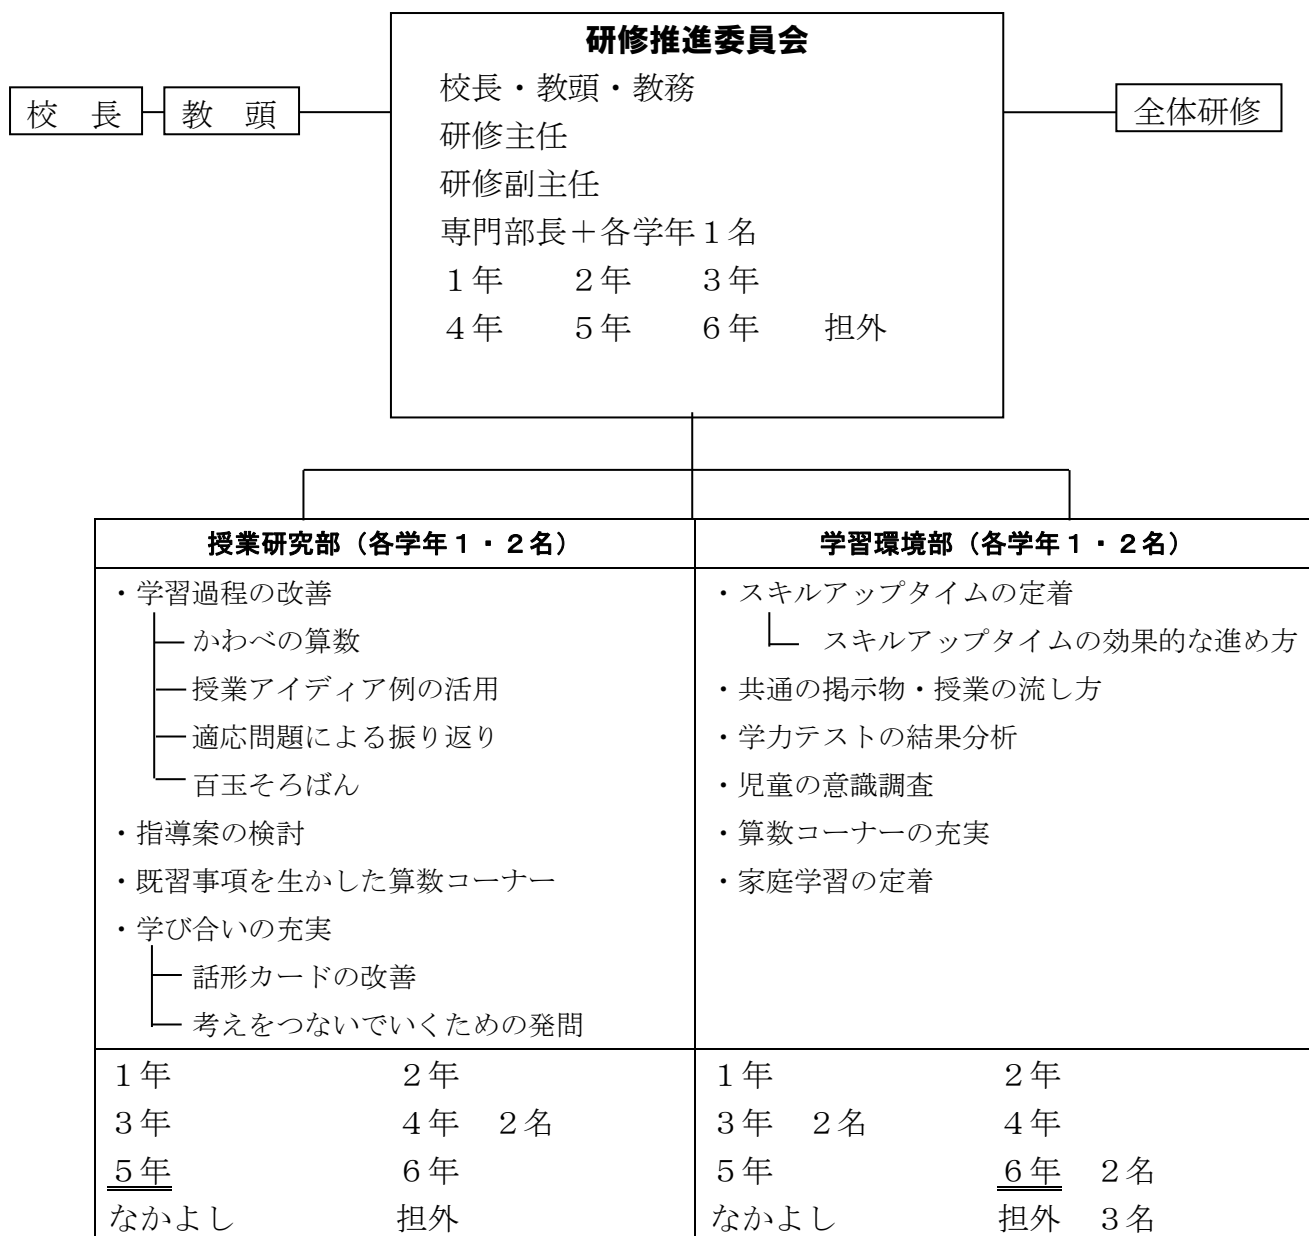 研修推進委員会
校長・教頭・教務
研修主任
研修副主任
専門部長＋各学年１名
１年　２年　３年
４年　５年　６年　担外
校　長
教　頭
全体研修
授業研究部（各学年１・２名）
・学習過程の改善
かわべの算数
授業アイディア例の活用
適応問題による振り返り
百玉そろばん
・指導案の検討
・既習事項を生かした算数コーナー
・学び合いの充実
話形カードの改善
考えをつないでいくための発問
１年　２年
３年　４年　２名
５年　６年
なかよし　担外
学習環境部（各学年１・２名）
・スキルアップタイムの定着
スキルアップタイムの効果的な進め方
・共通の掲示物・授業の流し方
・学力テストの結果分析
・児童の意識調査
・算数コーナーの充実
・家庭学習の定着
１年　２年
３年　２名　４年
５年　６年　２名
なかよし　担外　３名